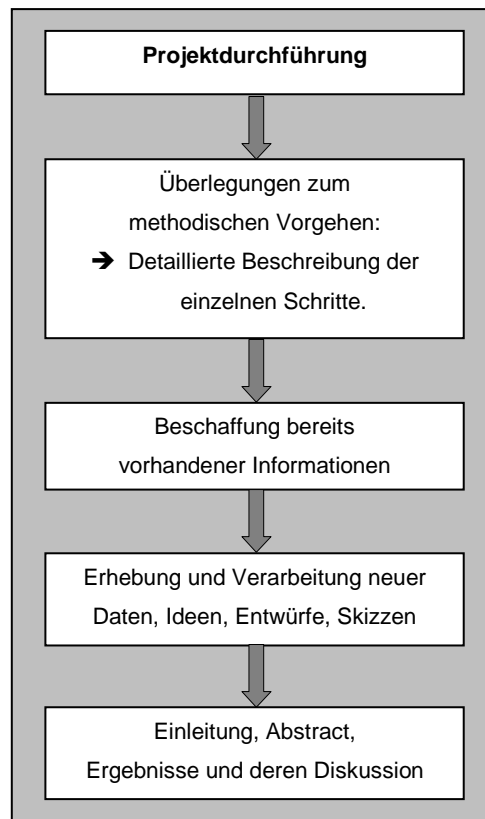 Projektdurchführung
Überlegungen zum
methodischen Vorgehen:
➔ Detaillierte Beschreibung der
einzelnen Schritte.
Beschaffung bereits
vorhandener Informationen
Erhebung und Verarbeitung neuer
Daten, Ideen, Entwürfe, Skizzen
Einleitung, Abstract,
Ergebnisse und deren Diskussion